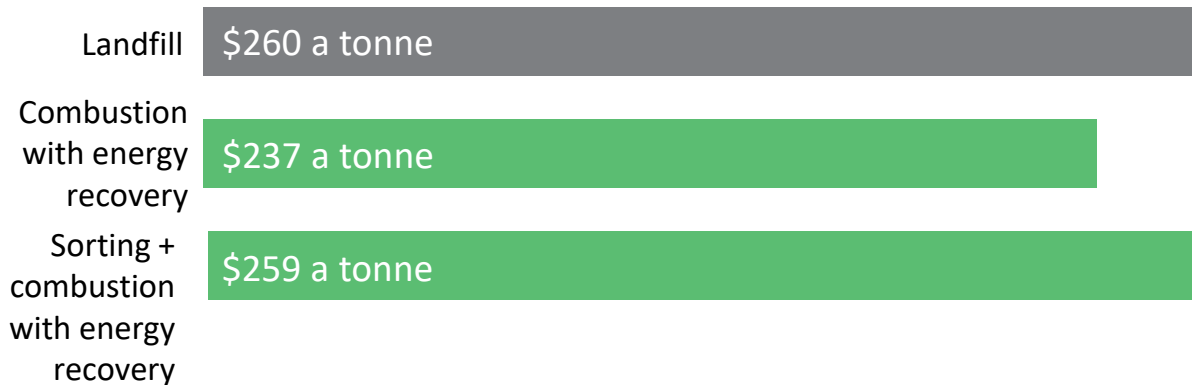 Landfill
$260 a tonne
Combustion
with energy
recovery
$237 a tonne
Sorting +
combustion
with energy
recovery
$259 a tonne